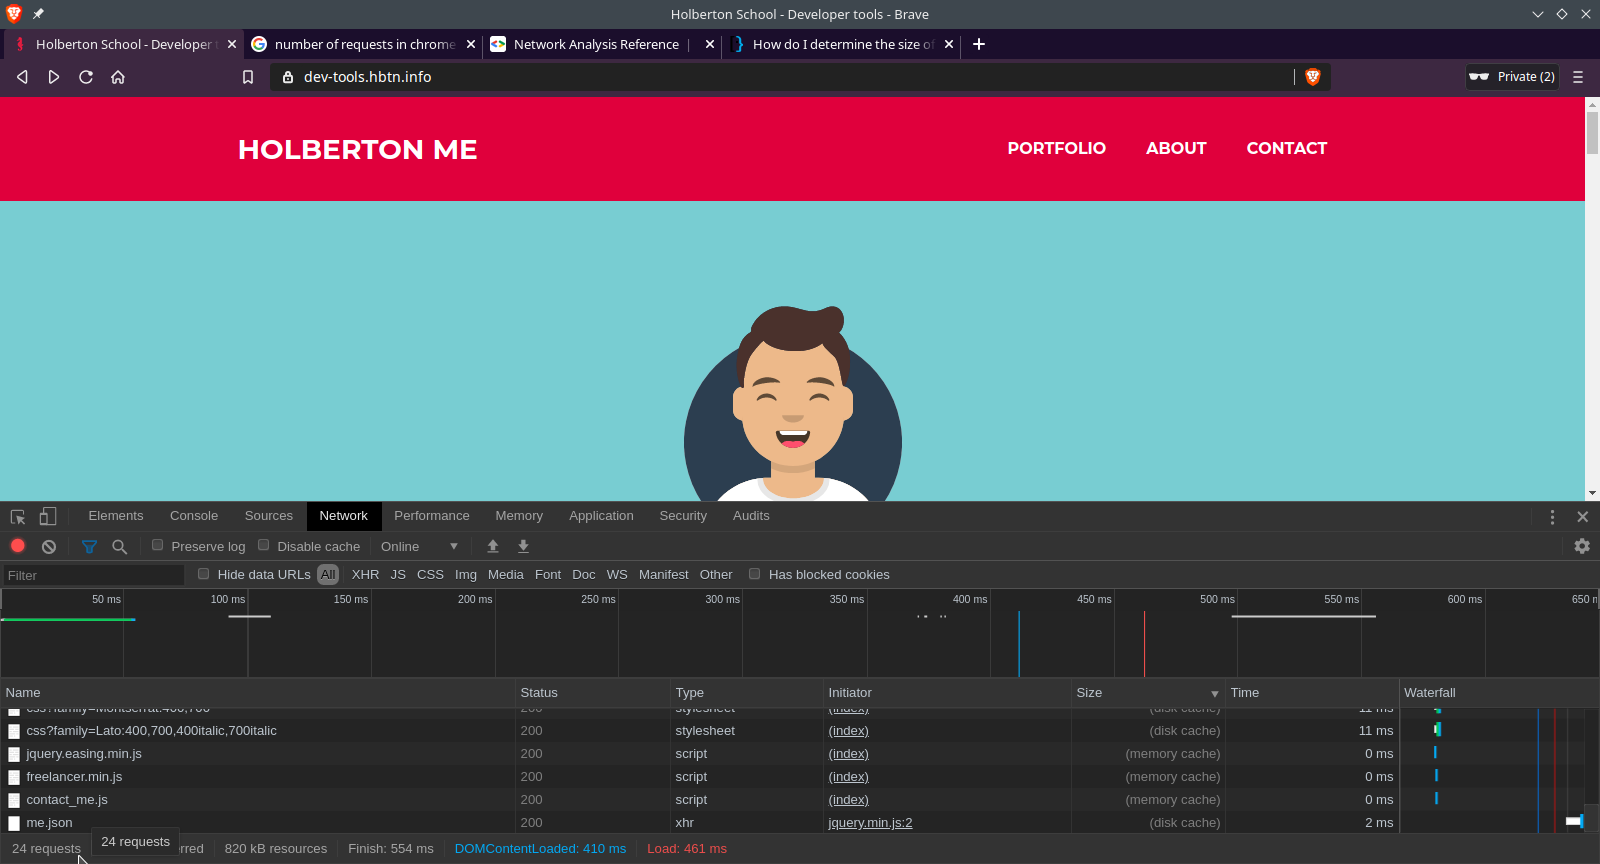 Holberton School - Developer tools - Brave
Holberton School - Developer t
number of requests in chrome
Network Analysis Reference |
How do I determine the size of
dev-tools.hbtn.info
Private (2)
HOLBERTON ME
PORTFOLIO ABOUT CONTACT
Elements Console Sources Network Performance Memory Application Security Audits
Preserve log Disable cache Online
Filter Hide data URLs All XHR JS CSS Img Media Font Doc WS Manifest Other Has blocked cookies
50 ms 100 ms 150 ms 200 ms 250 ms 300 ms 350 ms 400 ms 450 ms 500 ms 550 ms 600 ms 650 m
Name Status Type Initiator Size Time Waterfall
css?family=Montserrat:400,700 200 stylesheet (index) (disk cache) 11 ms
css?family=Lato:400,700,400italic,700italic 200 stylesheet (index) (disk cache) 11 ms
jquery.easing.min.js 200 script (index) (memory cache) 0 ms
freelancer.min.js 200 script (index) (memory cache) 0 ms
contact_me.js 200 script (index) (memory cache) 0 ms
me.json 200 xhr jquery.min.js:2 (disk cache) 2 ms
24 requests 24 requests rred 820 kB resources Finish: 554 ms DOMContentLoaded: 410 ms Load: 461 ms